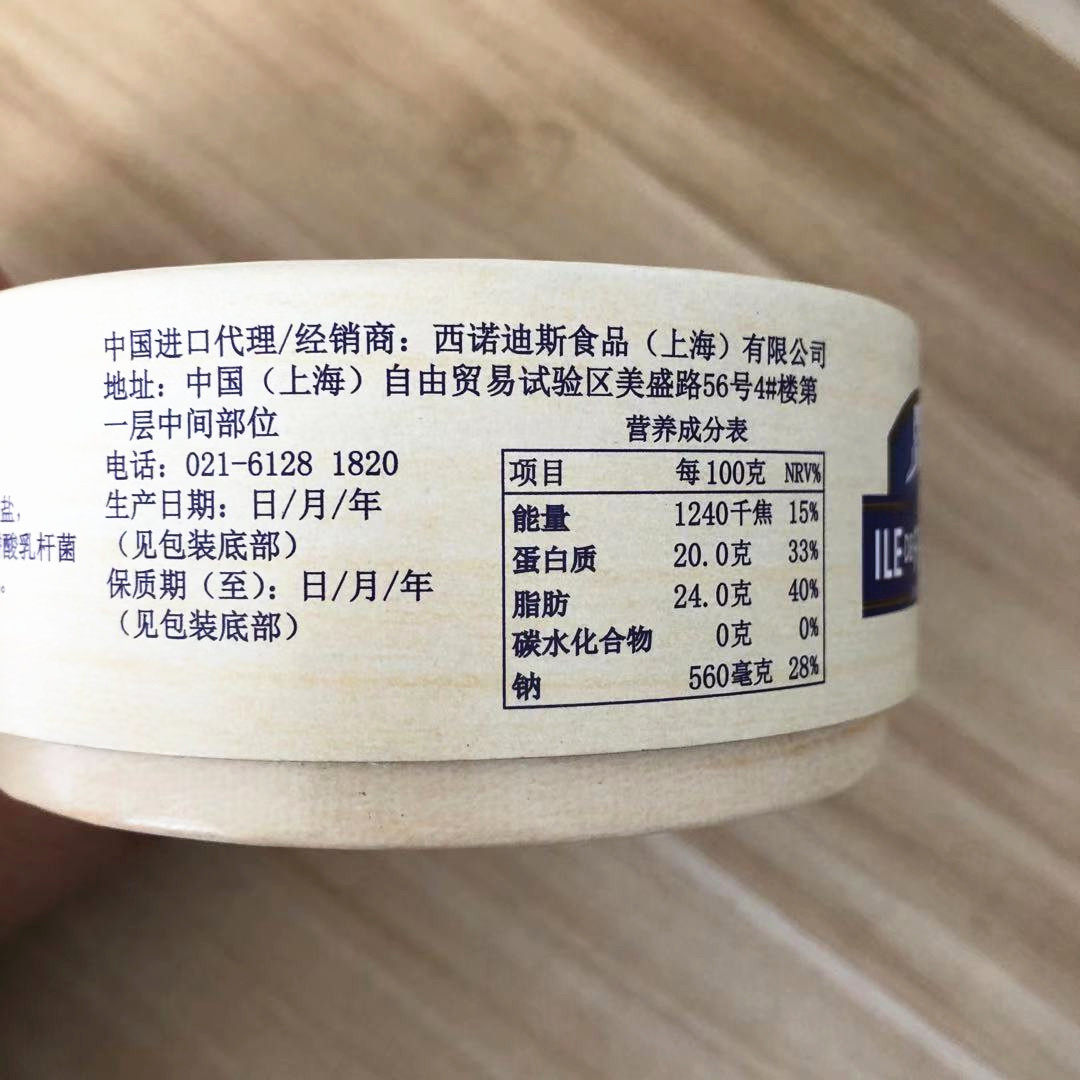 中国进口代理/经销商：西诺迪斯食品（上海）有限公司
地址：中国（上海）自由贸易试验区美盛路56号4#楼第
一层中间部位
电话：021-6128 1820
生产日期：日/月/年
（见包装底部）
保质期（至）：日/月/年
（见包装底部）
营养成分表
项目 每100克 NRV%
能量 1240千焦 15%
蛋白质 20.0克 33%
脂肪 24.0克 40%
碳水化合物 0克 0%
钠 560毫克 28%
盐，
酸乳杆菌
。
ILE